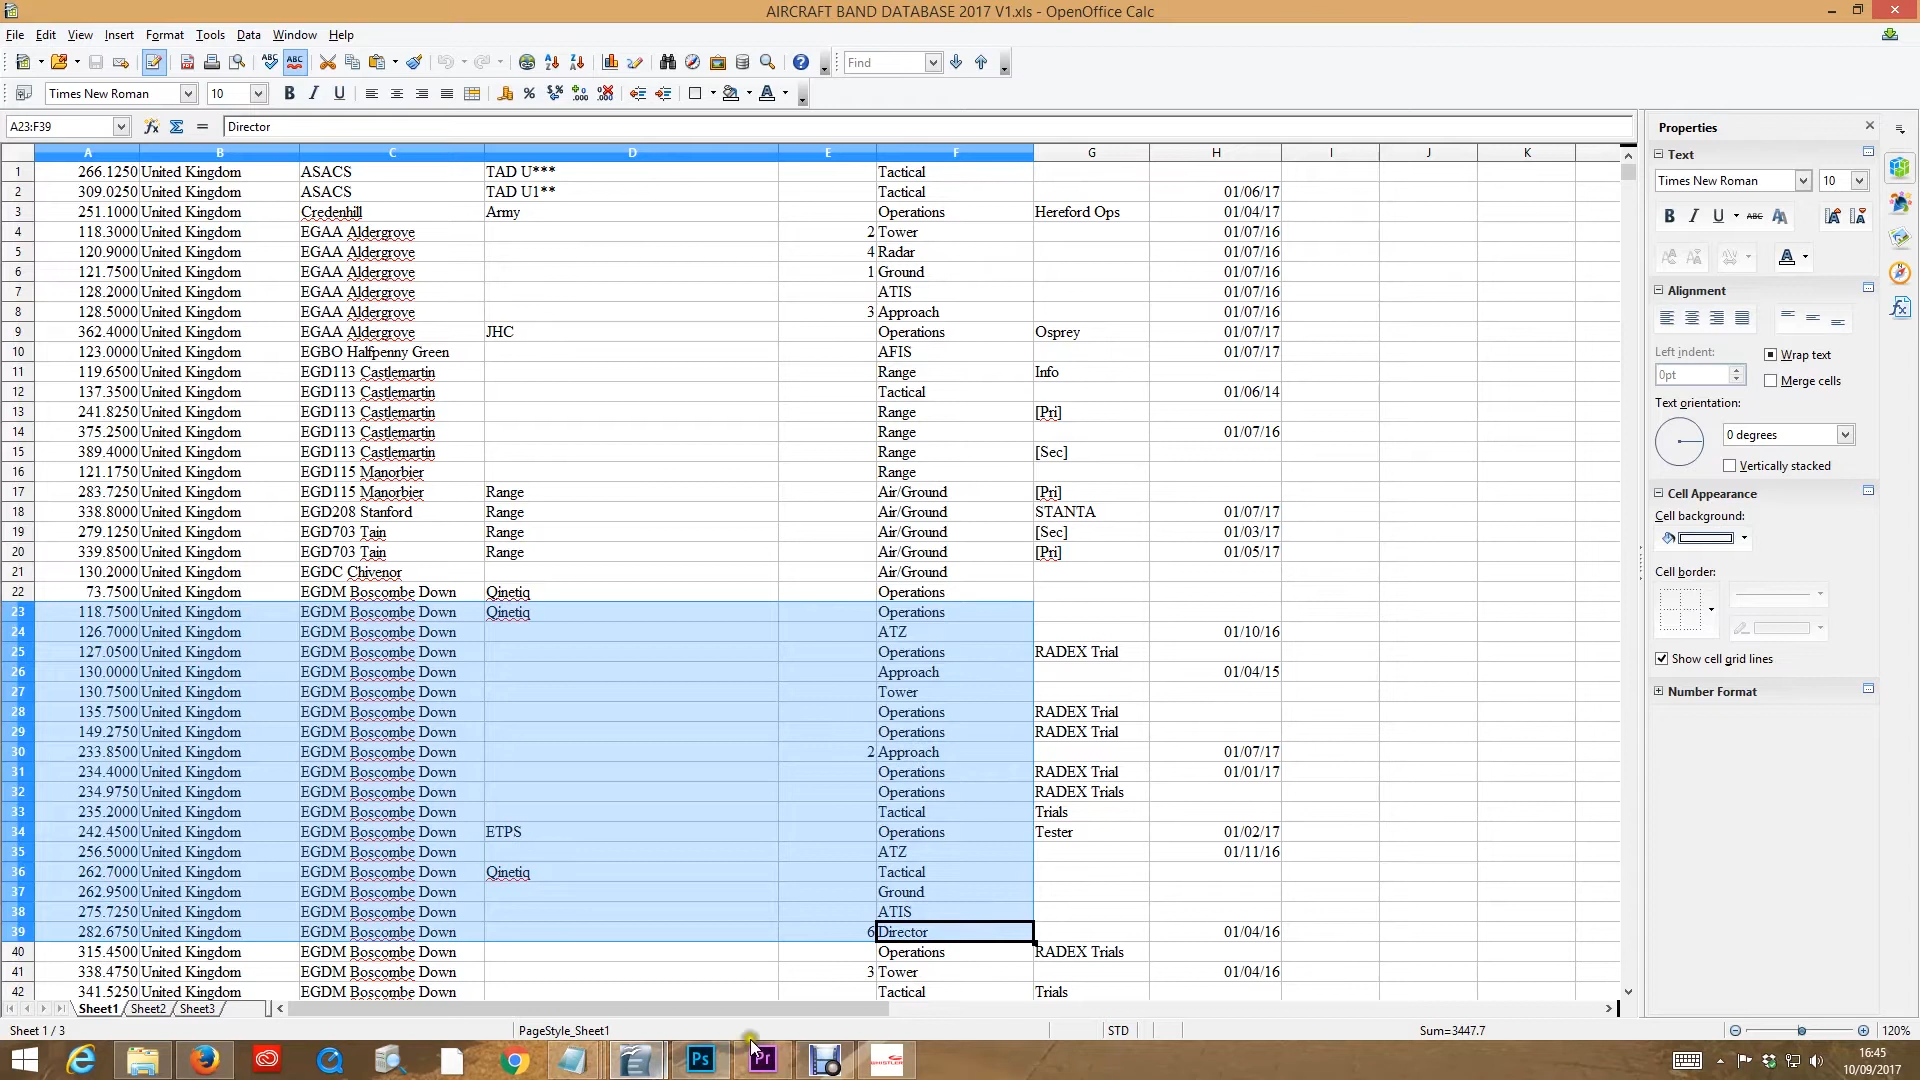 AIRCRAFT BAND DATABASE 2017 V1.xls - OpenOffice Calc
File Edit View Insert Format Tools Data Window Help
Find
Times New Roman 10
A23:F39 Director
A B C D E F G H I J K
1 266.1250 United Kingdom ASACS TAD U*** Tactical
2 309.0250 United Kingdom ASACS TAD U1** Tactical 01/06/17
3 251.1000 United Kingdom Credenhill Army Operations Hereford Ops 01/04/17
4 118.3000 United Kingdom EGAA Aldergrove 2 Tower 01/07/16
5 120.9000 United Kingdom EGAA Aldergrove 4 Radar 01/07/16
6 121.7500 United Kingdom EGAA Aldergrove 1 Ground 01/07/16
7 128.2000 United Kingdom EGAA Aldergrove ATIS 01/07/16
8 128.5000 United Kingdom EGAA Aldergrove 3 Approach 01/07/16
9 362.4000 United Kingdom EGAA Aldergrove JHC Operations Osprey 01/07/17
10 123.0000 United Kingdom EGBO Halfpenny Green AFIS 01/07/17
11 119.6500 United Kingdom EGD113 Castlemartin Range Info
12 137.3500 United Kingdom EGD113 Castlemartin Tactical 01/06/14
13 241.8250 United Kingdom EGD113 Castlemartin Range [Pri]
14 375.2500 United Kingdom EGD113 Castlemartin Range 01/07/16
15 389.4000 United Kingdom EGD113 Castlemartin Range [Sec]
16 121.1750 United Kingdom EGD115 Manorbier Range
17 283.7250 United Kingdom EGD115 Manorbier Range Air/Ground [Pri]
18 338.8000 United Kingdom EGD208 Stanford Range Air/Ground STANTA 01/07/17
19 279.1250 United Kingdom EGD703 Tain Range Air/Ground [Sec] 01/03/17
20 339.8500 United Kingdom EGD703 Tain Range Air/Ground [Pri] 01/05/17
21 130.2000 United Kingdom EGDC Chivenor Air/Ground
22 73.7500 United Kingdom EGDM Boscombe Down Qinetiq Operations
23 118.7500 United Kingdom EGDM Boscombe Down Qinetiq Operations
24 126.7000 United Kingdom EGDM Boscombe Down ATZ 01/10/16
25 127.0500 United Kingdom EGDM Boscombe Down Operations RADEX Trial
26 130.0000 United Kingdom EGDM Boscombe Down Approach 01/04/15
27 130.7500 United Kingdom EGDM Boscombe Down Tower
28 135.7500 United Kingdom EGDM Boscombe Down Operations RADEX Trial
29 149.2750 United Kingdom EGDM Boscombe Down Operations RADEX Trial
30 233.8500 United Kingdom EGDM Boscombe Down 2 Approach 01/07/17
31 234.4000 United Kingdom EGDM Boscombe Down Operations RADEX Trial 01/01/17
32 234.9750 United Kingdom EGDM Boscombe Down Operations RADEX Trials
33 235.2000 United Kingdom EGDM Boscombe Down Tactical Trials
34 242.4500 United Kingdom EGDM Boscombe Down ETPS Operations Tester 01/02/17
35 256.5000 United Kingdom EGDM Boscombe Down ATZ 01/11/16
36 262.7000 United Kingdom EGDM Boscombe Down Qinetiq Tactical
37 262.9500 United Kingdom EGDM Boscombe Down Ground
38 275.7250 United Kingdom EGDM Boscombe Down ATIS
39 282.6750 United Kingdom EGDM Boscombe Down 6 Director 01/04/16
40 315.4500 United Kingdom EGDM Boscombe Down Operations RADEX Trials
41 338.4750 United Kingdom EGDM Boscombe Down 3 Tower 01/04/16
42 341.5250 United Kingdom EGDM Boscombe Down Tactical Trials
Sheet1 Sheet2 Sheet3
Sheet 1 / 3 PageStyle_Sheet1 STD Sum=3447.7 120%
Properties
Text
Times New Roman 10
Alignment
Left indent:
0pt
Wrap text
Merge cells
Text orientation:
0 degrees
Vertically stacked
Cell Appearance
Cell background:
Cell border:
Show cell grid lines
Number Format
Ps Pr WHISTLER
16:45
10/09/2017